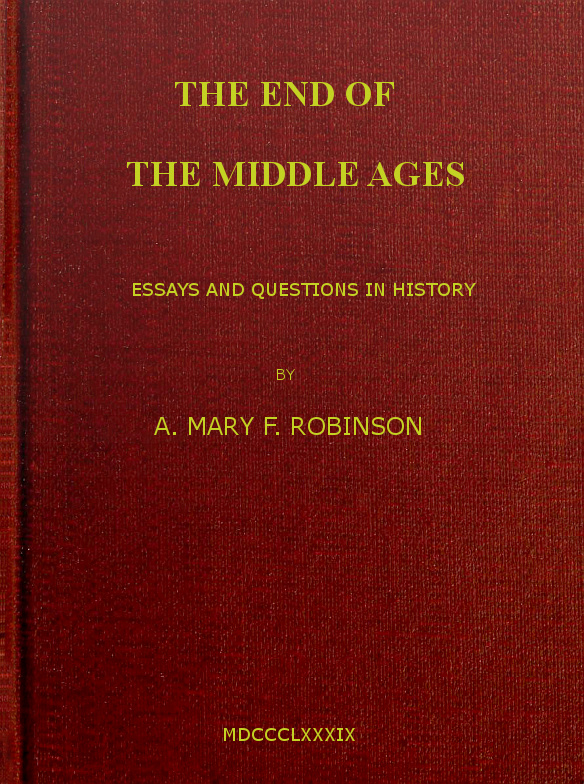 THE END OF
THE MIDDLE AGES
ESSAYS AND QUESTIONS IN HISTORY
BY
A. MARY F. ROBINSON
MDCCCLXXXIX